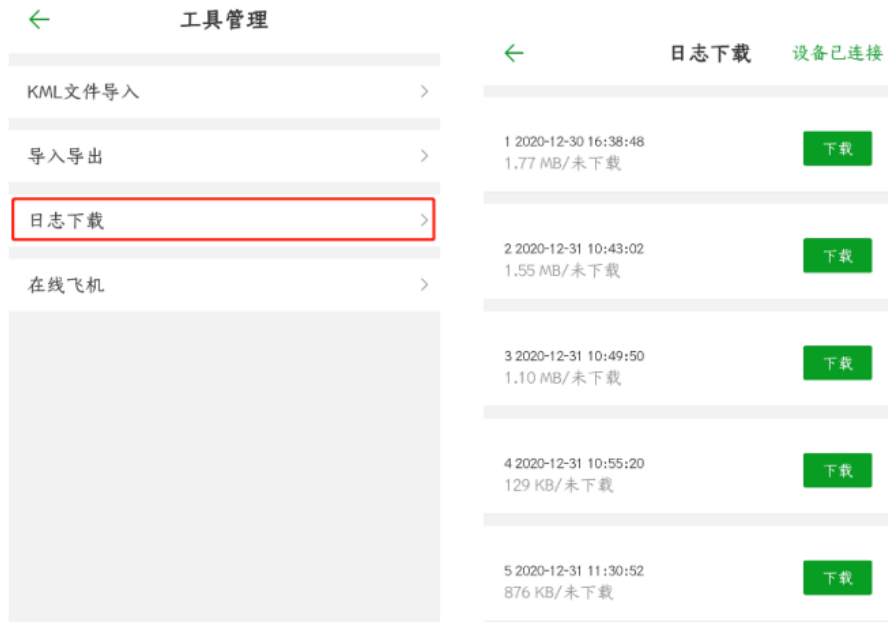 工具管理
KML文件导入
导入导出
日志下载
在线飞机
日志下载
设备已连接
1 2020-12-30 16:38:48
1.77 MB/未下载
下载
2 2020-12-31 10:43:02
1.55 MB/未下载
下载
3 2020-12-31 10:49:50
1.10 MB/未下载
下载
4 2020-12-31 10:55:20
129 KB/未下载
下载
5 2020-12-31 11:30:52
876 KB/未下载
下载